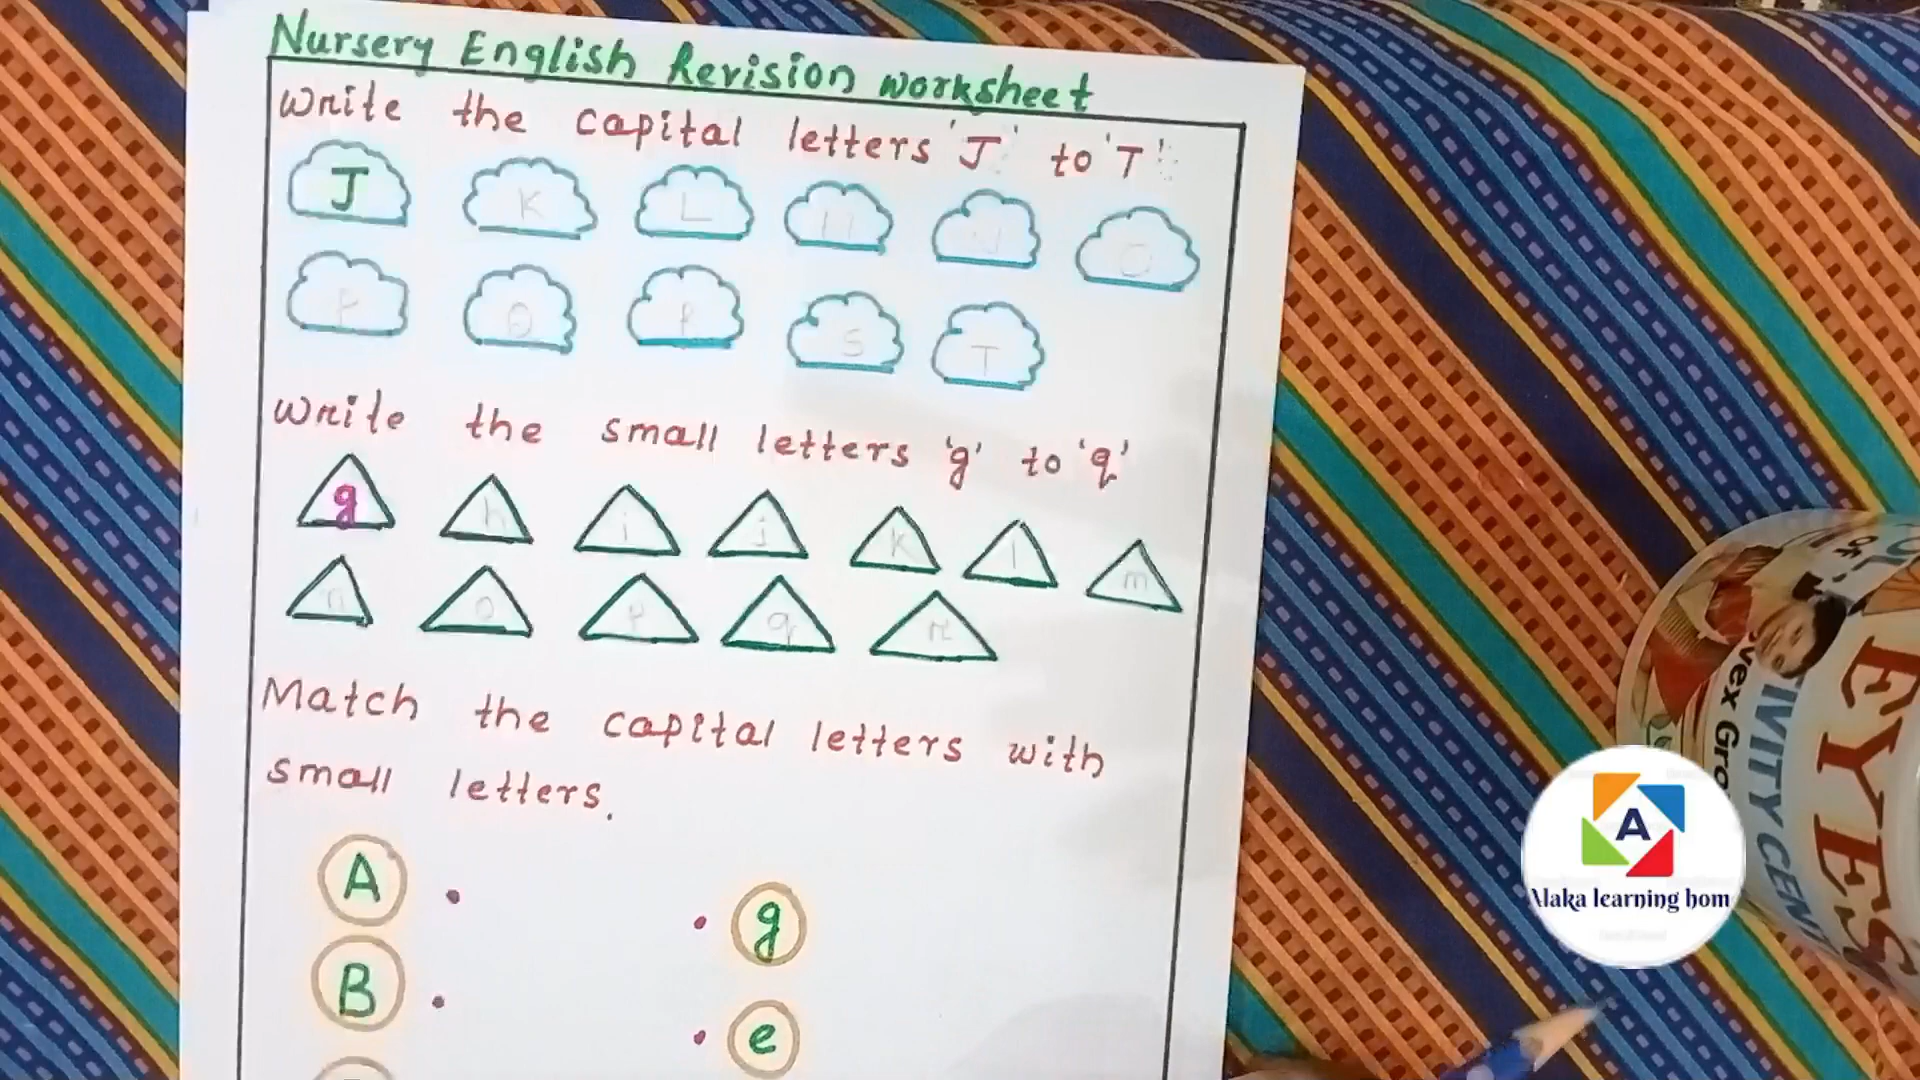 Nursery English Revision worksheet
Write the capital letters 'J' to 'T'
J K L M N O
P Q R S T
Write the small letters 'g' to 'q'
g h i j k l m
n o p q r
Match the capital letters with
small letters.
A
g
B
e
EYES
A
Alaka learning hom